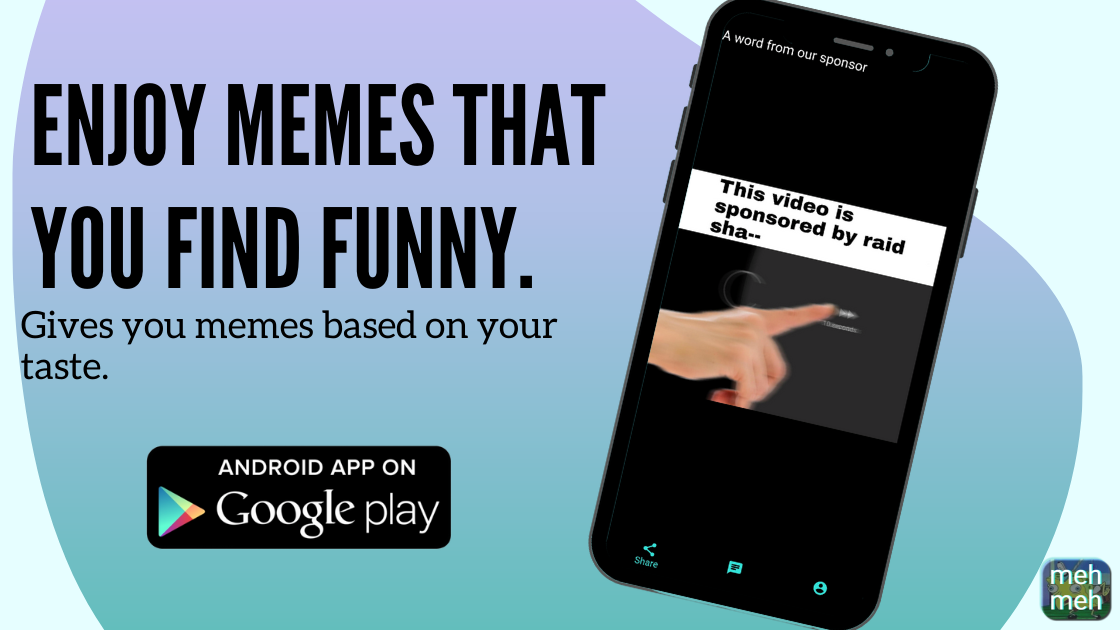 ENJOY MEMES THAT
YOU FIND FUNNY.
Gives you memes based on your
taste.
ANDROID APP ON
Google play
A word from our sponsor
This video is
sponsored by raid
sha--
Share
meh
meh